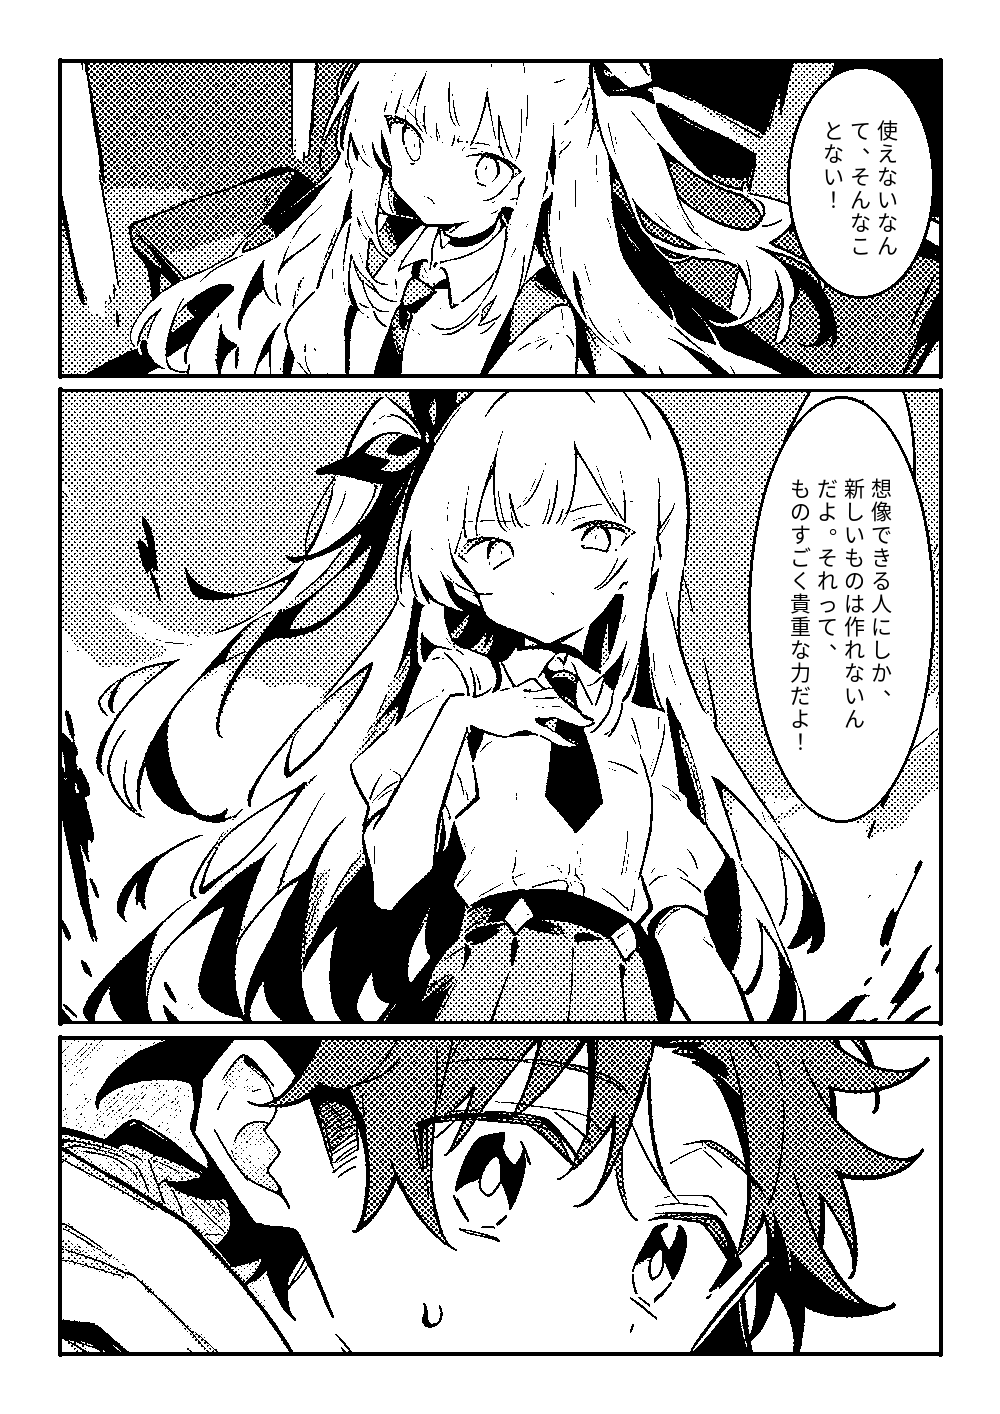 使えないなん
て、そんなこ
とない！
想像できる人にしか、
新しいものは作れないん
だよ。それって、
ものすごく貴重な力だよ！